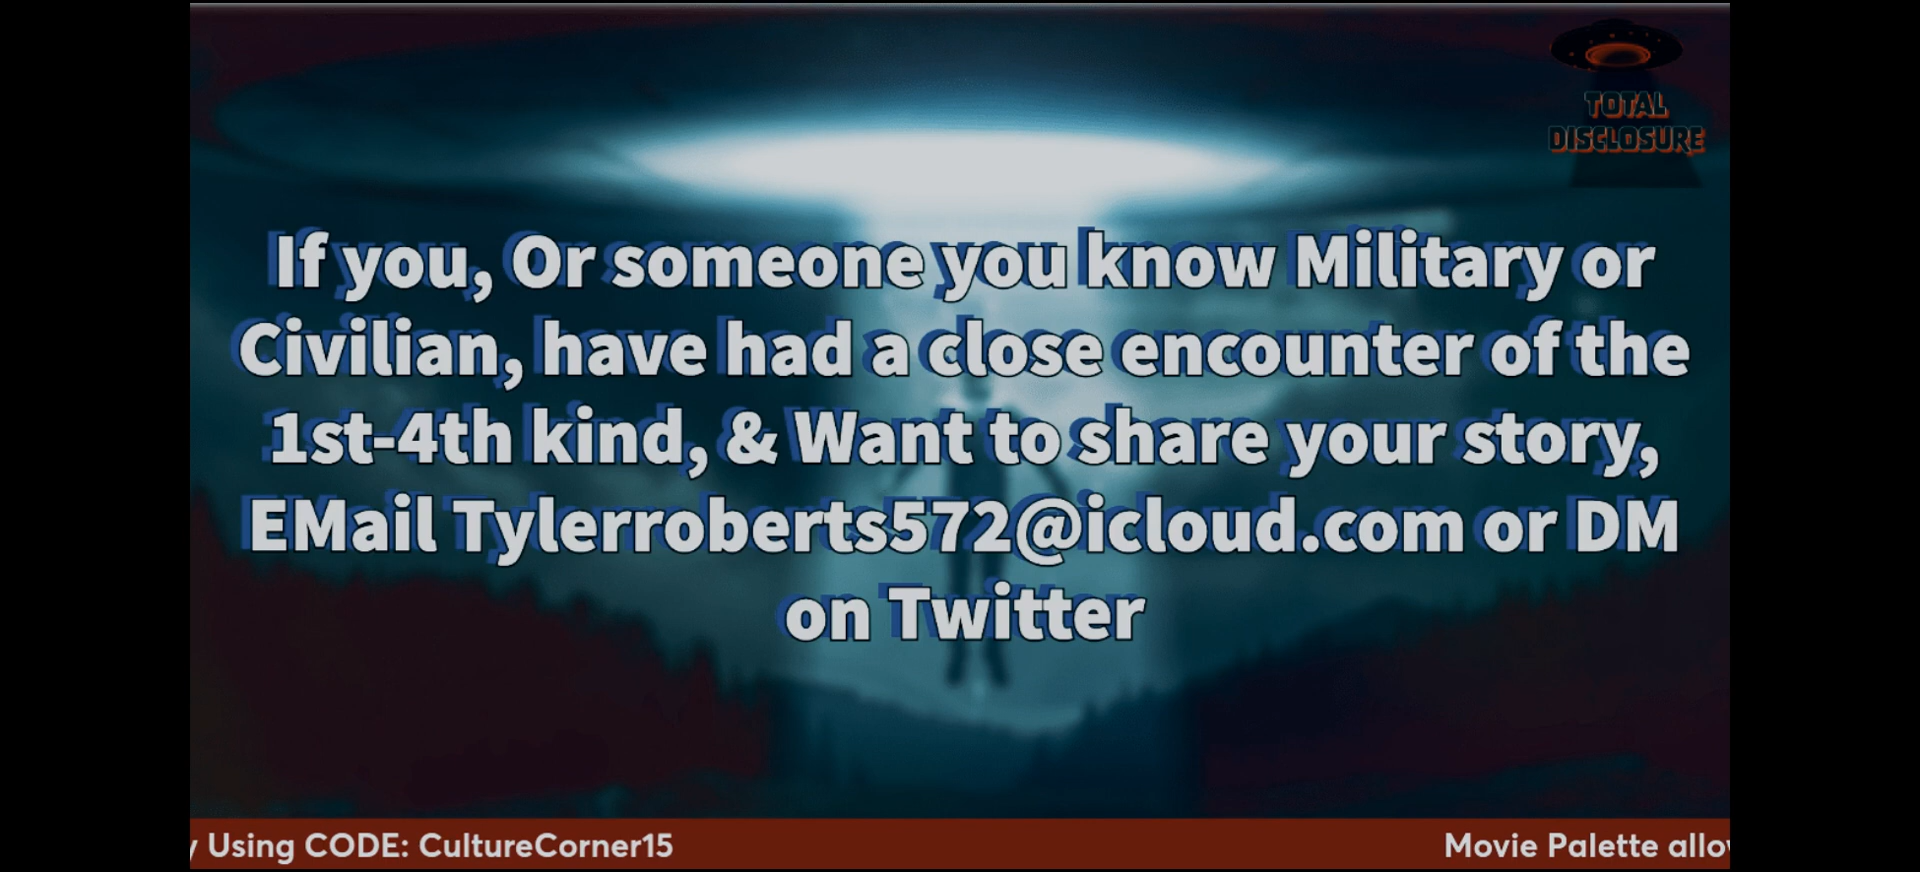 TOTAL
DISCLOSURE
If you, Or someone you know Military or
Civilian, have had a close encounter of the
1st-4th kind, & Want to share your story,
EMail Tylerroberts572@icloud.com or DM
on Twitter
Using CODE: CultureCorner15
Movie Palette